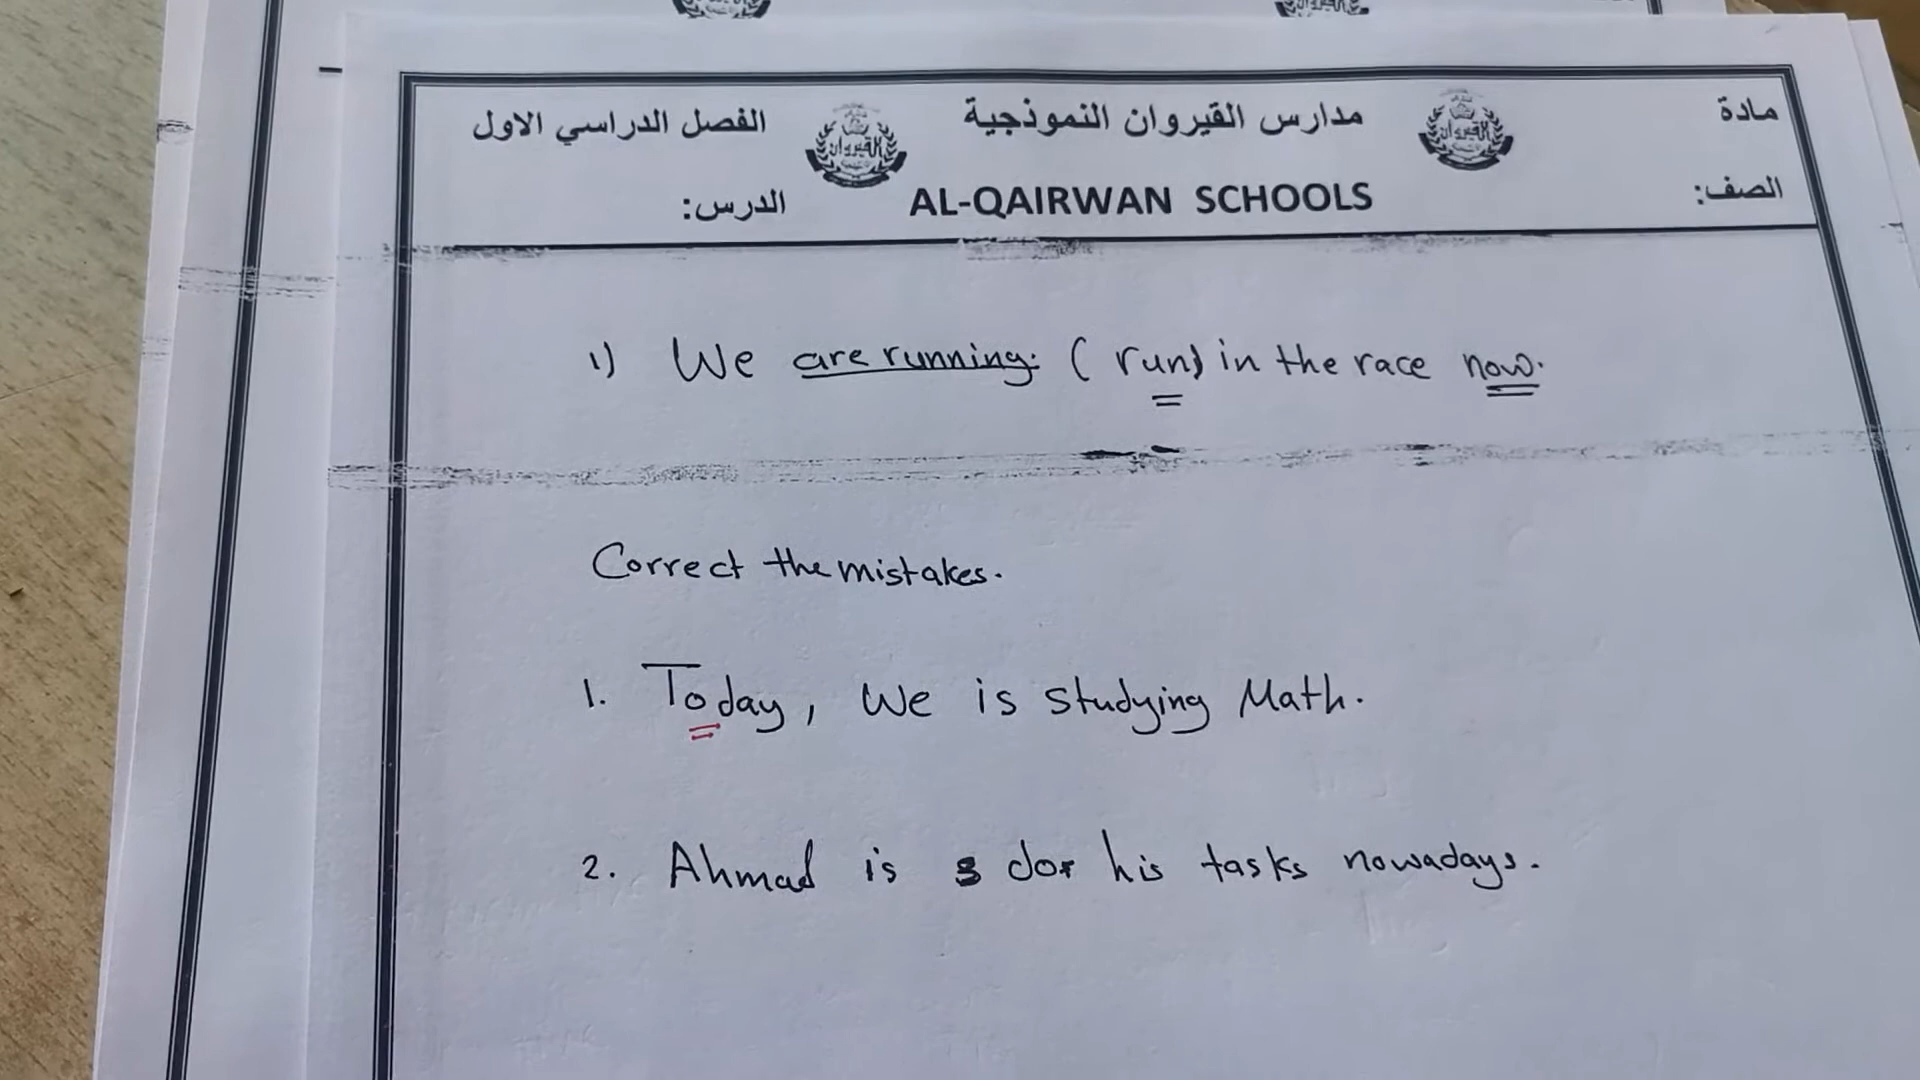 مادة مدارس القيروان النموذجية الفصل الدراسي الاول
الصف: AL-QAIRWAN SCHOOLS الدرس:
1) We are running. (run) in the race now.
Correct the mistakes.
1. Today, We is studying Math.
2. Ahmad is his tasks nowadays.